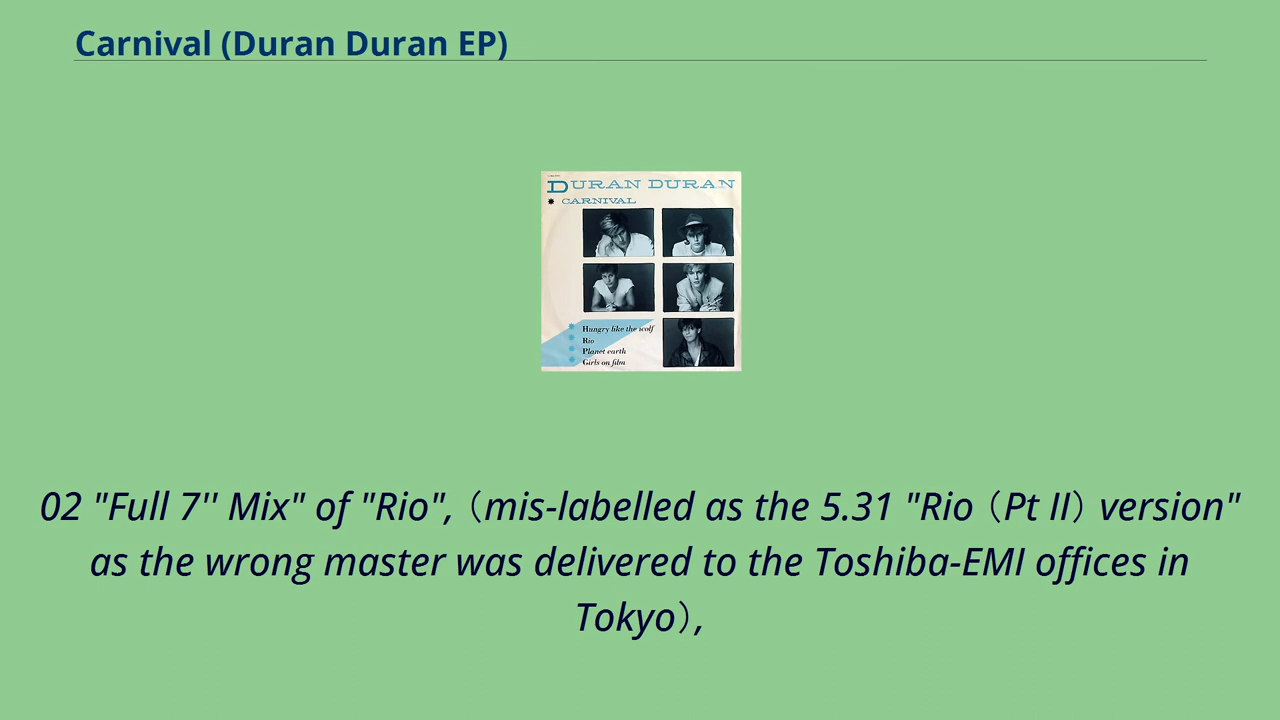 Carnival (Duran Duran EP)
DURAN DURAN
CARNIVAL
Hungry like the wolf
Rio
Planet earth
Girls on film
02 "Full 7'' Mix" of "Rio",（mis-labelled as the 5.31 "Rio（Pt II）version"
as the wrong master was delivered to the Toshiba-EMI offices in
Tokyo）,